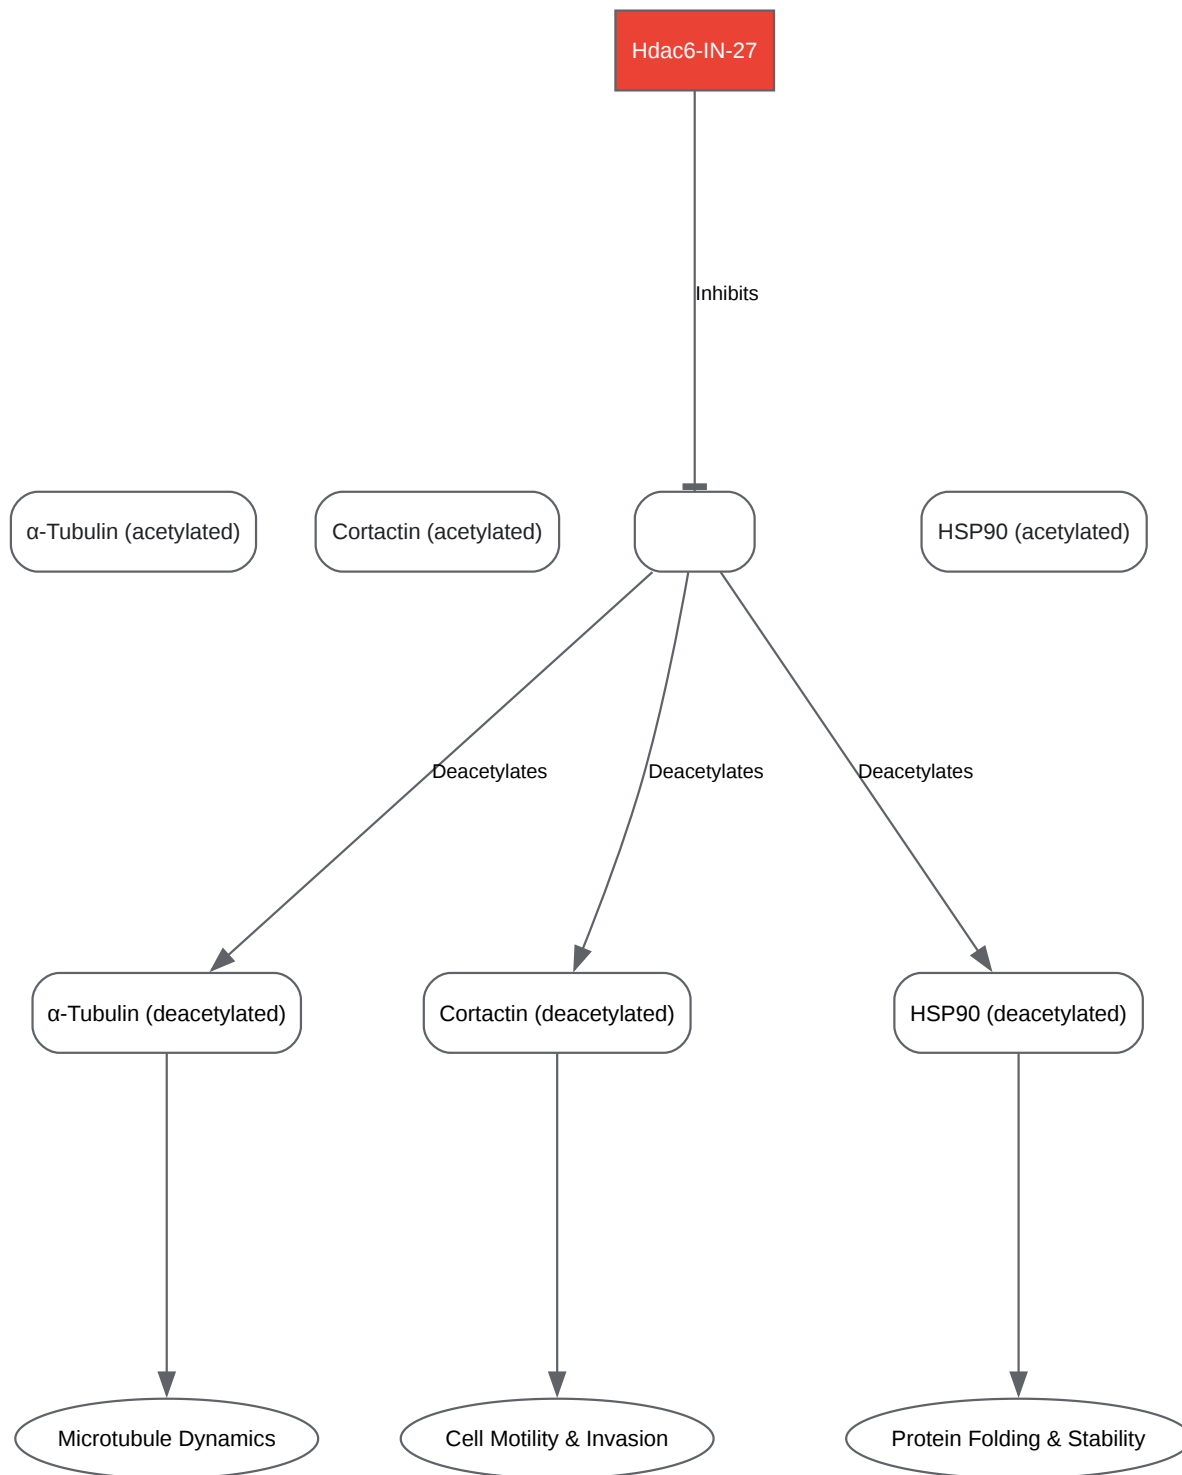 Hdac6-IN-27
Inhibits
α-Tubulin (acetylated)
Cortactin (acetylated)
HSP90 (acetylated)
Deacetylates
Deacetylates
Deacetylates
α-Tubulin (deacetylated)
Cortactin (deacetylated)
HSP90 (deacetylated)
Microtubule Dynamics
Cell Motility & Invasion
Protein Folding & Stability